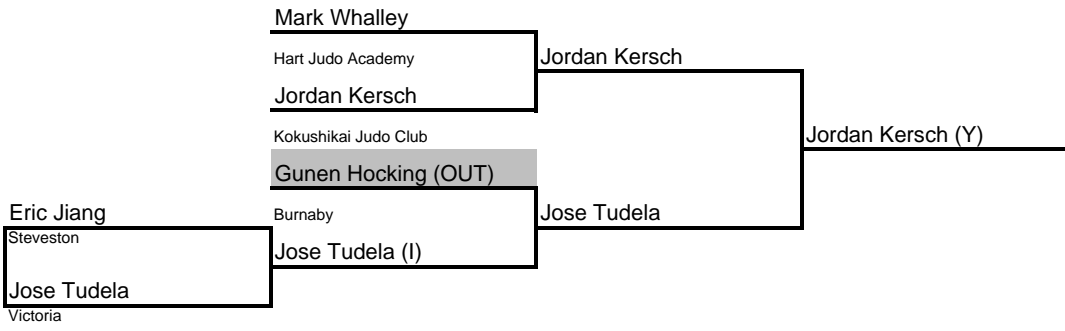 Mark Whalley
Hart Judo Academy
Jordan Kersch
Jordan Kersch
Kokushikai Judo Club
Jordan Kersch (Y)
Gunen Hocking (OUT)
Eric Jiang
Burnaby
Jose Tudela
Steveston
Jose Tudela (I)
Jose Tudela
Victoria